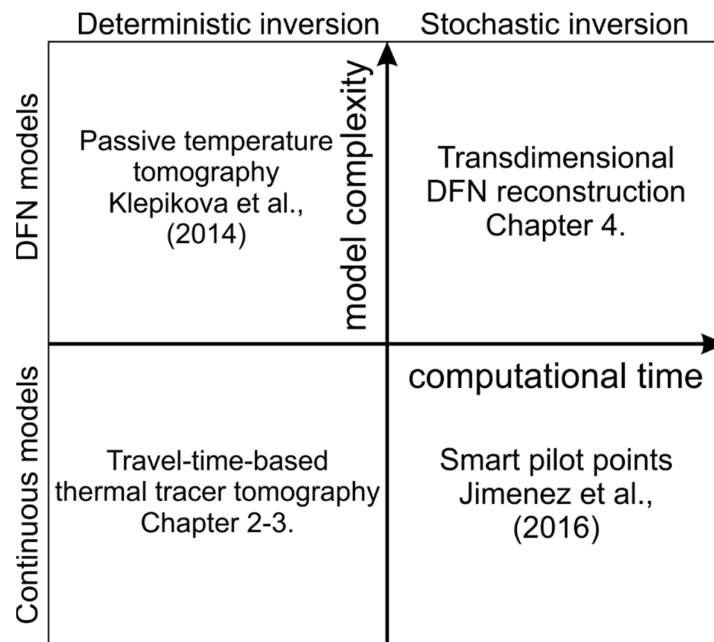 Deterministic inversion
Stochastic inversion
DFN models
Passive temperature
tomography
Klepikova et al.,
(2014)
model complexity
Transdimensional
DFN reconstruction
Chapter 4.
computational time
Continuous models
Travel-time-based
thermal tracer tomography
Chapter 2-3.
Smart pilot points
Jimenez et al.,
(2016)